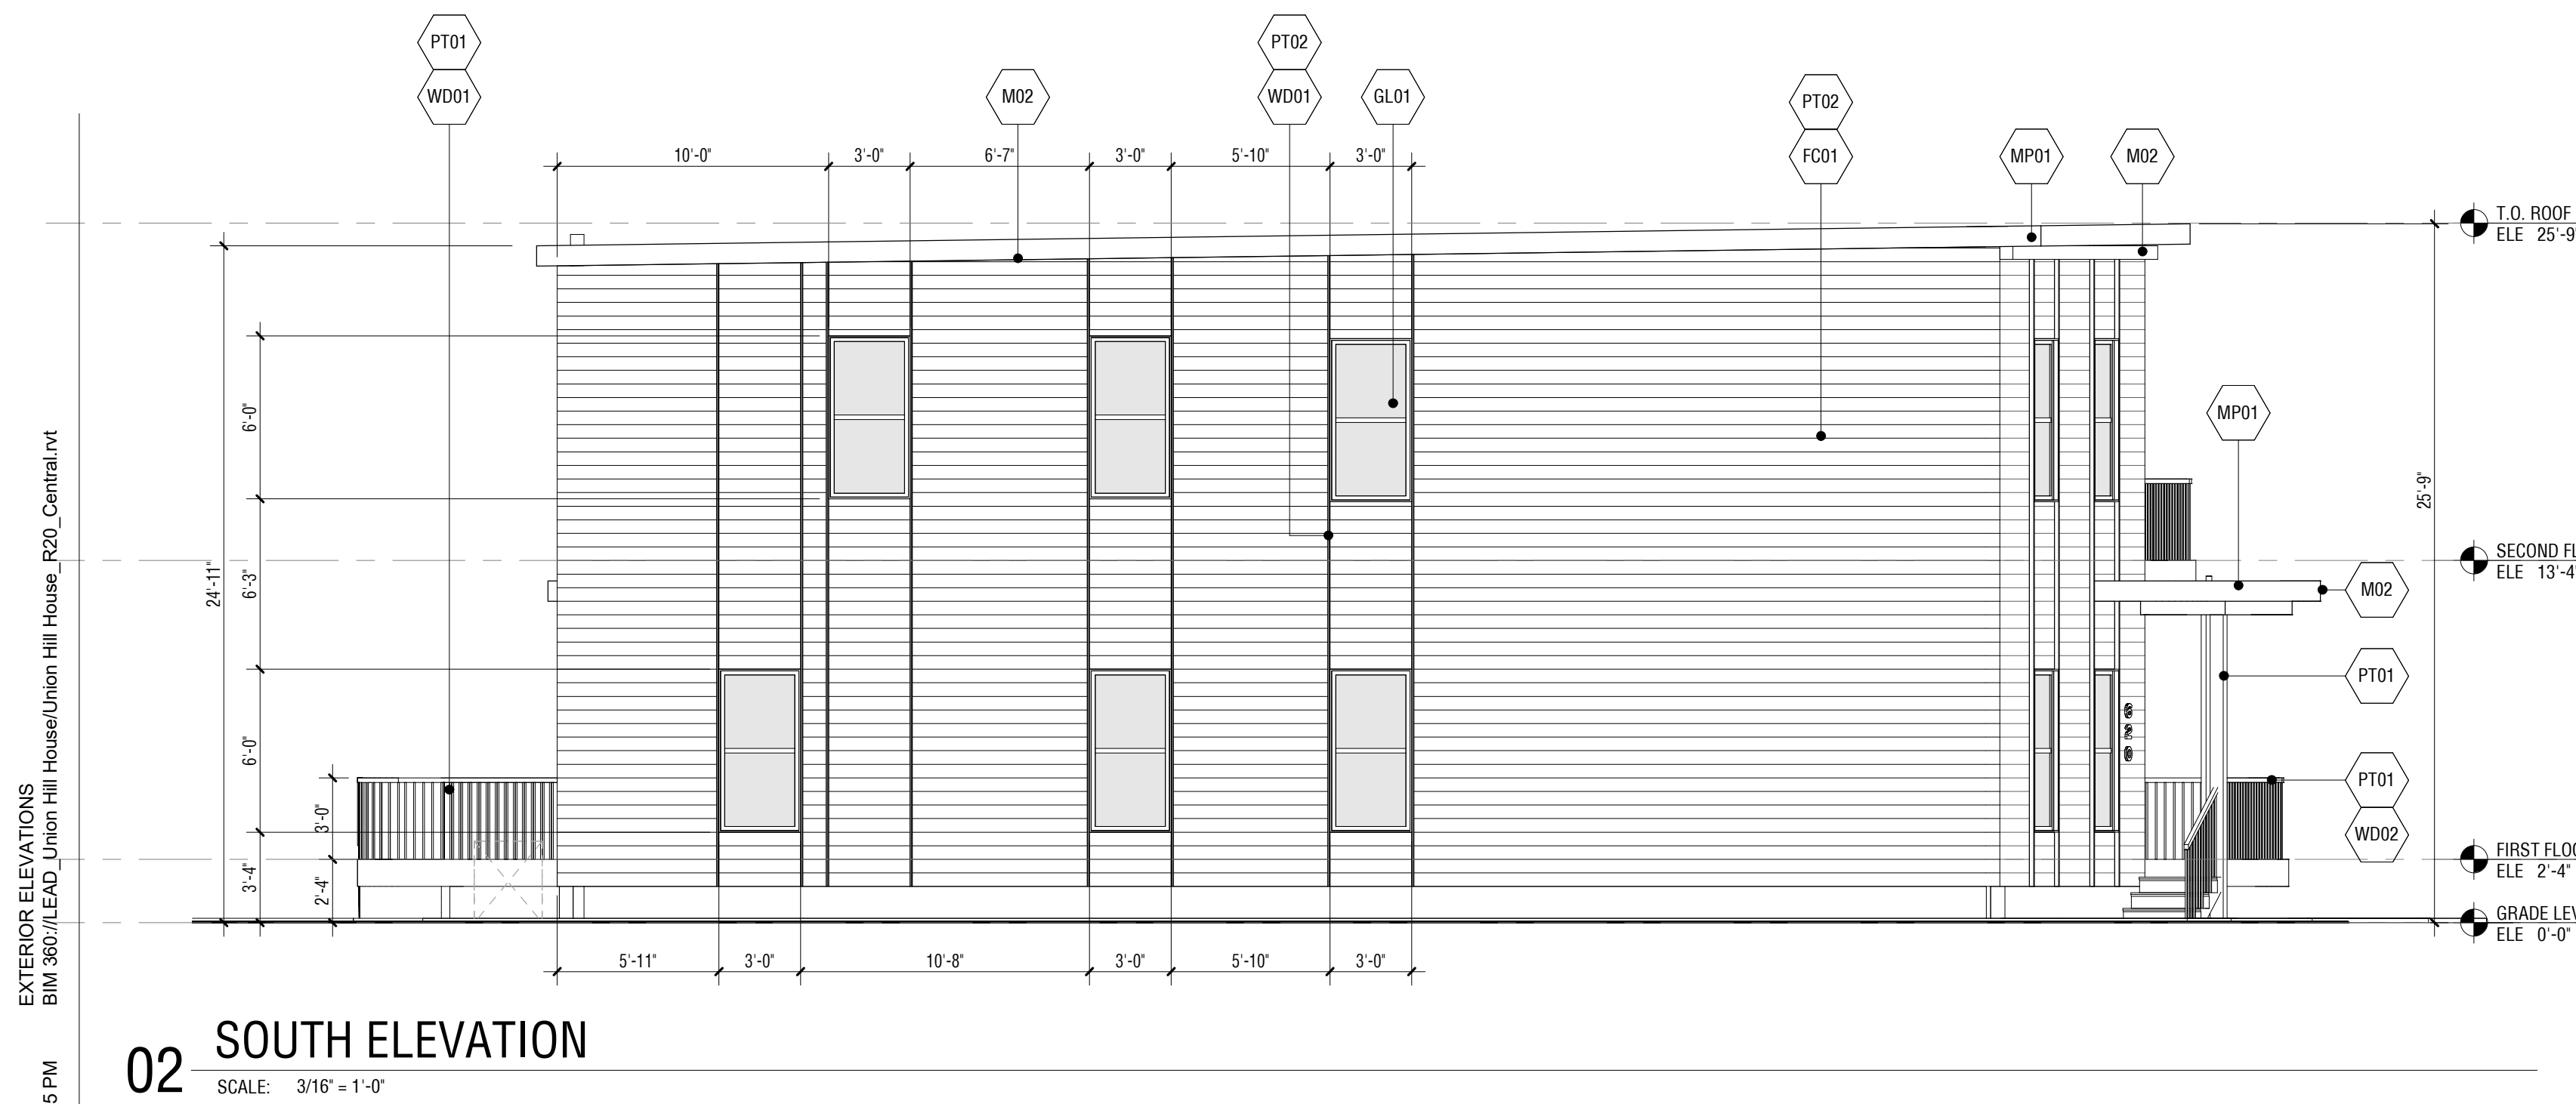 PT01
WD01
M02
PT02
WD01
GL01
PT02
FC01
MP01
M02
10'-0"
3'-0"
6'-7"
3'-0"
5'-10"
3'-0"
T.O. ROOF
ELE 25'-9"
24'-11"
6'-0"
6'-3"
6'-0"
3'-4"
3'-0"
2'-4"
MP01
25'-9"
SECOND FL
ELE 13'-4"
M02
PT01
PT01
WD02
FIRST FLOO
ELE 2'-4"
GRADE LEV
ELE 0'-0"
5'-11"
3'-0"
10'-8"
3'-0"
5'-10"
3'-0"
02
SOUTH ELEVATION
SCALE: 3/16" = 1'-0"
EXTERIOR ELEVATIONS
BIM 360://LEAD_Union Hill House/Union Hill House_R20_Central.rvt
5 PM